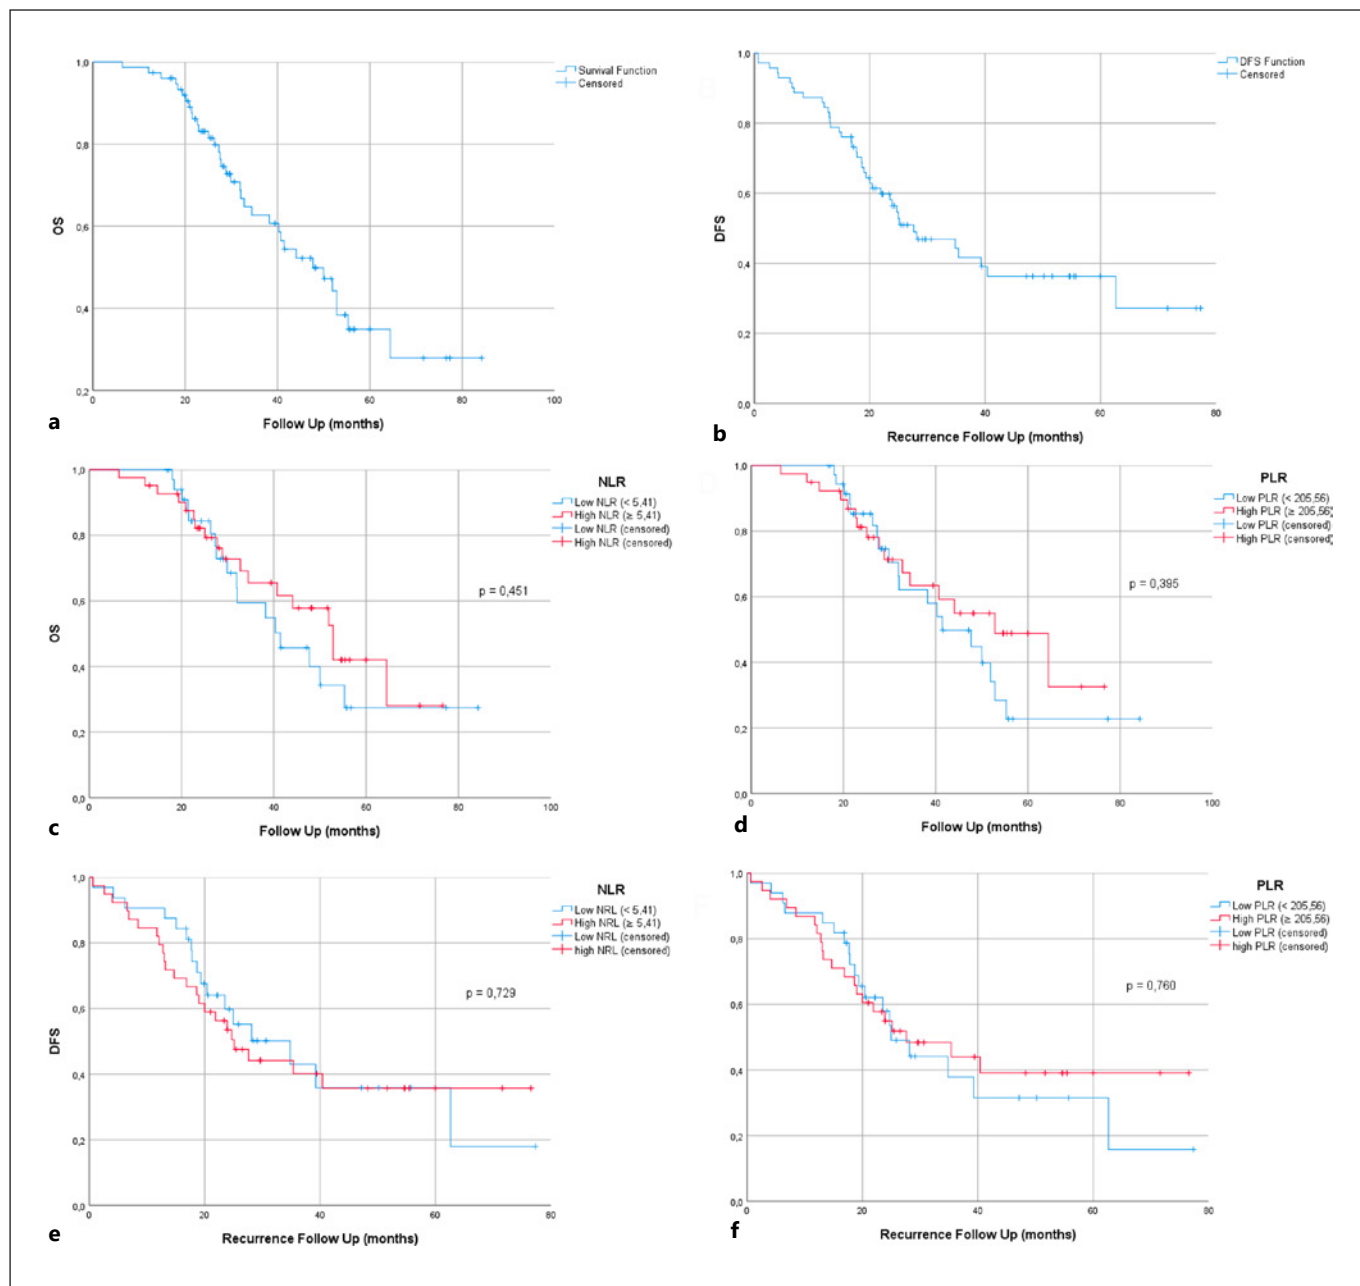 1,0
0,8
0,6
0,4
0,2
OS
0 20 40 60 80 100
Follow Up (months)
Survival Function
Censored
a
1,0
0,8
0,6
0,4
0,2
0,0
DFS
0 20 40 60 80
Recurrence Follow Up (months)
DFS Function
Censored
b
1,0
0,8
0,6
0,4
0,2
0,0
OS
0 20 40 60 80 100
Follow Up (months)
NLR
Low NLR (< 5,41)
High NLR (≥ 5,41)
Low NLR (censored)
High NLR (censored)
p = 0,451
c
1,0
0,8
0,6
0,4
0,2
0,0
0 20 40 60 80 100
Follow Up (months)
PLR
Low PLR (< 205,56)
High PLR (≥ 205,56)
Low PLR (censored)
High PLR (censored)
p = 0,395
d
1,0
0,8
0,6
0,4
0,2
0,0
DFS
0 20 40 60 80
Recurrence Follow Up (months)
NLR
Low NRL (< 5,41)
High NRL (≥ 5,41)
Low NRL (censored)
high NRL (censored)
p = 0,729
e
1,0
0,8
0,6
0,4
0,2
0,0
0 20 40 60 80
Recurrence Follow Up (months)
PLR
Low PLR (< 205,56)
High PLR (≥ 205,56)
Low PLR (censored)
high PLR (censored)
p = 0,760
f